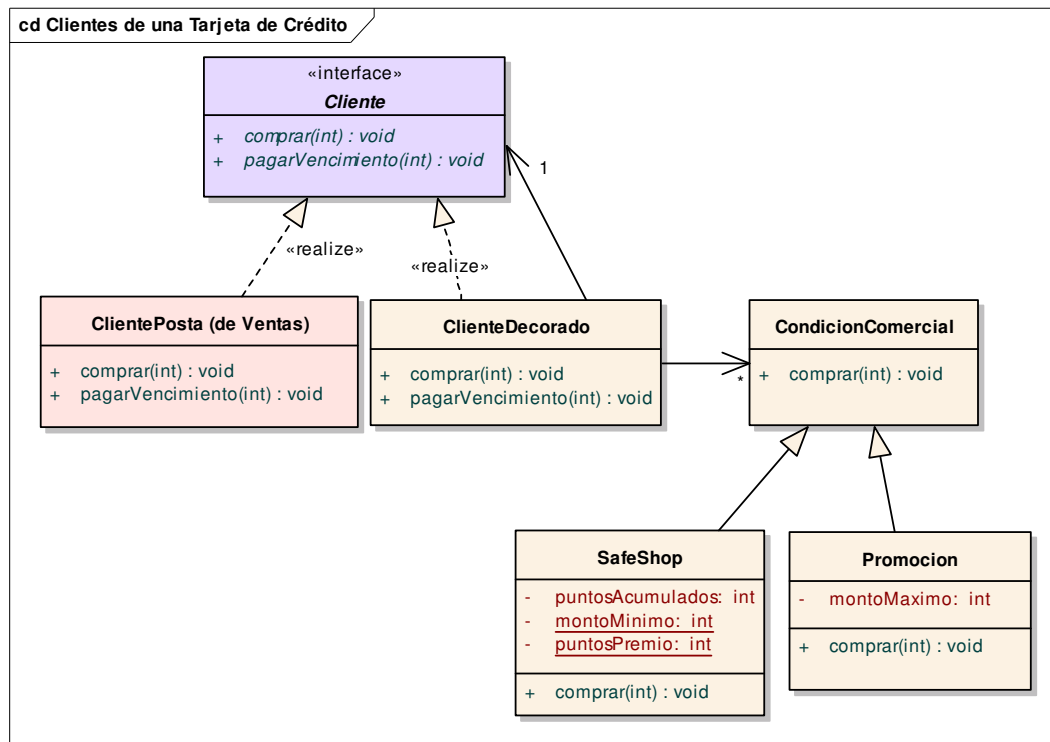 cd Clientes de una Tarjeta de Crédito
«interface»
Cliente
+ comprar(int) : void
+ pagarVencimiento(int) : void
1
«realize»
«realize»
ClientePosta (de Ventas)
+ comprar(int) : void
+ pagarVencimiento(int) : void
ClienteDecorado
+ comprar(int) : void
+ pagarVencimiento(int) : void
*
CondicionComercial
+ comprar(int) : void
SafeShop
- puntosAcumulados: int
- montoMinimo: int
- puntosPremio: int
+ comprar(int) : void
Promocion
- montoMaximo: int
+ comprar(int) : void